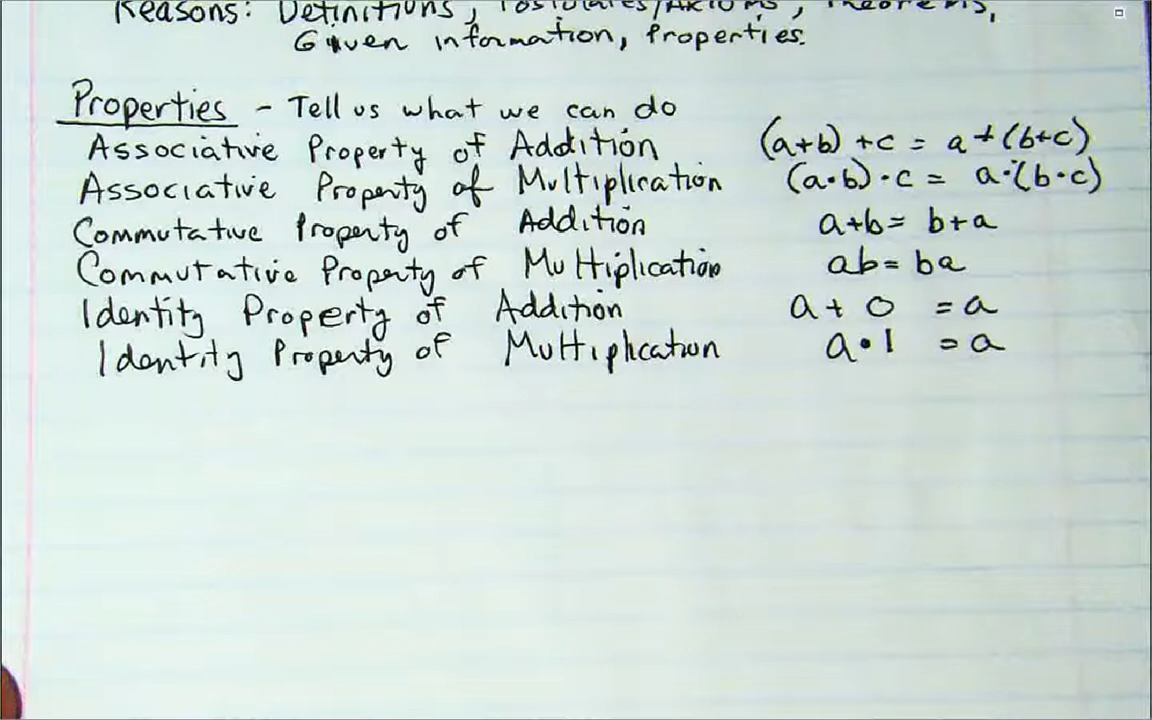 Reasons: Definitions, Postulates/Axioms, Theorems,
Given information, Properties.
Properties - Tell us what we can do
Associative Property of Addition (a+b)+c = a+(b+c)
Associative Property of Multiplication (a·b)·c = a·(b·c)
Commutative Property of Addition a+b = b+a
Commutative Property of Multiplication ab = ba
Identity Property of Addition a + 0 = a
Identity Property of Multiplication a·1 = a